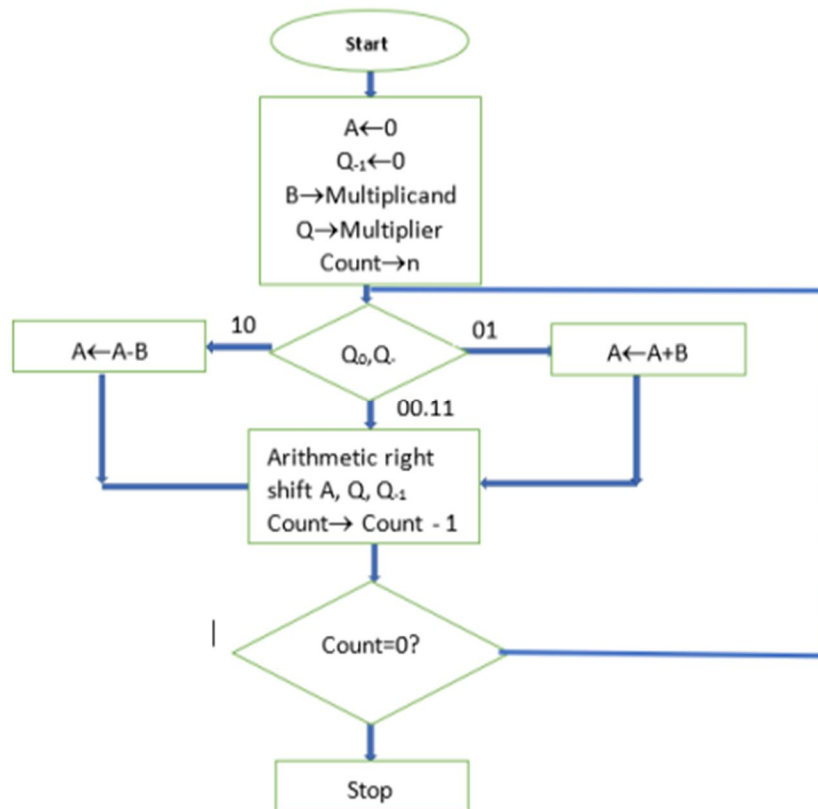 Start
A←0
Q-1←0
B→Multiplicand
Q→Multiplier
Count→n
10
01
A←A-B
Q0,Q-
A←A+B
00.11
Arithmetic right
shift A, Q, Q-1
Count→ Count - 1
Count=0?
Stop